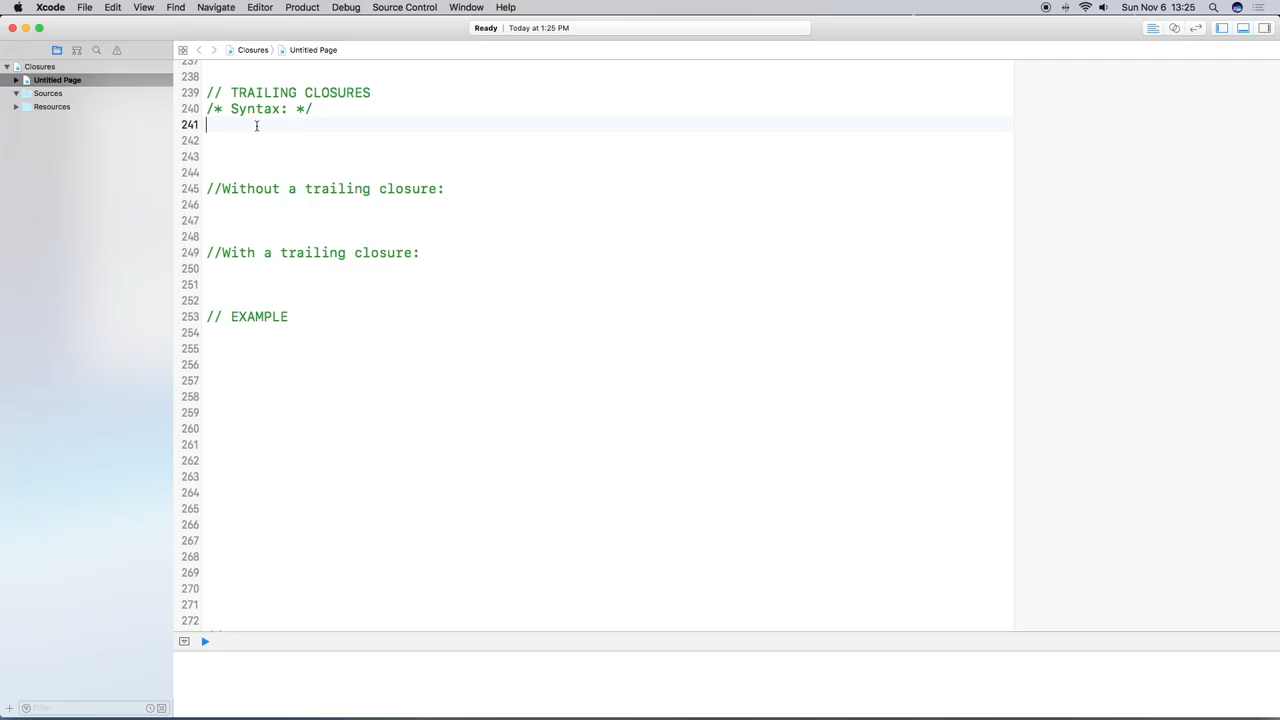 Xcode File Edit View Find Navigate Editor Product Debug Source Control Window Help Sun Nov 6 13:25
Ready Today at 1:25 PM
Closures Untitled Page
Closures
Untitled Page
Sources
Resources
237
238
239 // TRAILING CLOSURES
240 /* Syntax: */
241
242
243
244
245 //Without a trailing closure:
246
247
248
249 //With a trailing closure:
250
251
252
253 // EXAMPLE
254
255
256
257
258
259
260
261
262
263
264
265
266
267
268
269
270
271
272
Filter